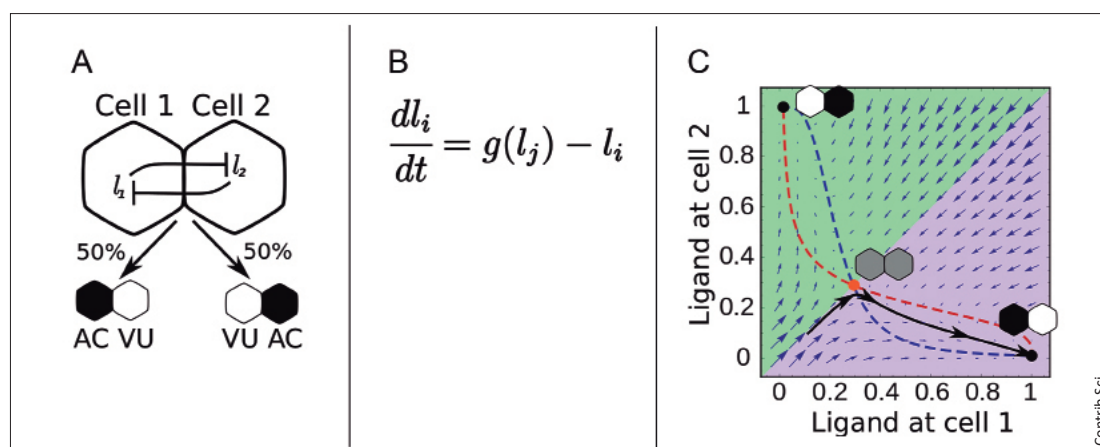 A
Cell 1 Cell 2
l₁
l₂
50%
50%
AC VU
VU AC
B
dlᵢ/dt = g(lⱼ) − lᵢ
C
Ligand at cell 2
1
0.8
0.6
0.4
0.2
0
0 0.2 0.4 0.6 0.8 1
Ligand at cell 1
Contrib Sci